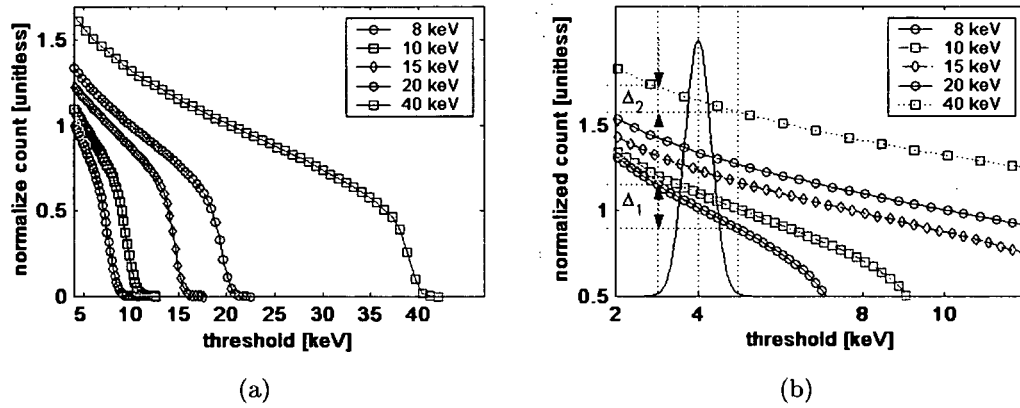 normalize count [unitless]
1.5
1
0.5
0
5 10 15 20 25 30 35 40
threshold [keV]
8 keV
10 keV
15 keV
20 keV
40 keV
(a)
normalized count [unitless]
1.5
1
0.5
2 4 6 8 10
threshold [keV]
Δ2
Δ1
8 keV
10 keV
15 keV
20 keV
40 keV
(b)